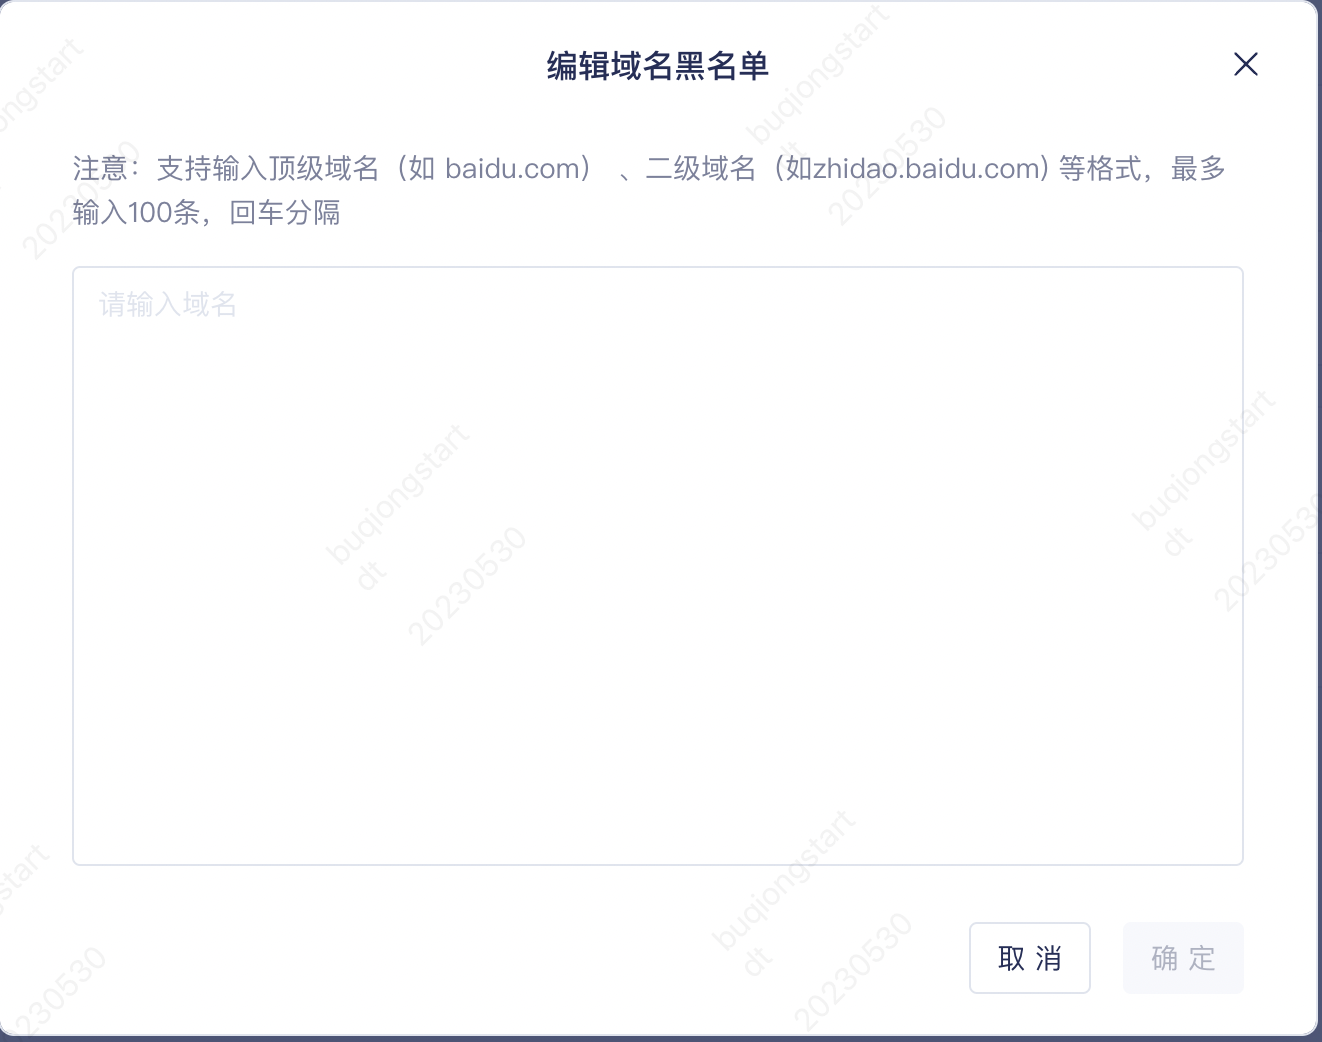 编辑域名黑名单
注意：支持输入顶级域名（如 baidu.com） 、二级域名（如zhidao.baidu.com) 等格式，最多
输入100条，回车分隔
请输入域名
buqiongstart
dt
20230530
buqiongstart
dt
20230530
buqiongstart
dt
20230530
buqiongstart
dt
20230530
取 消
确 定